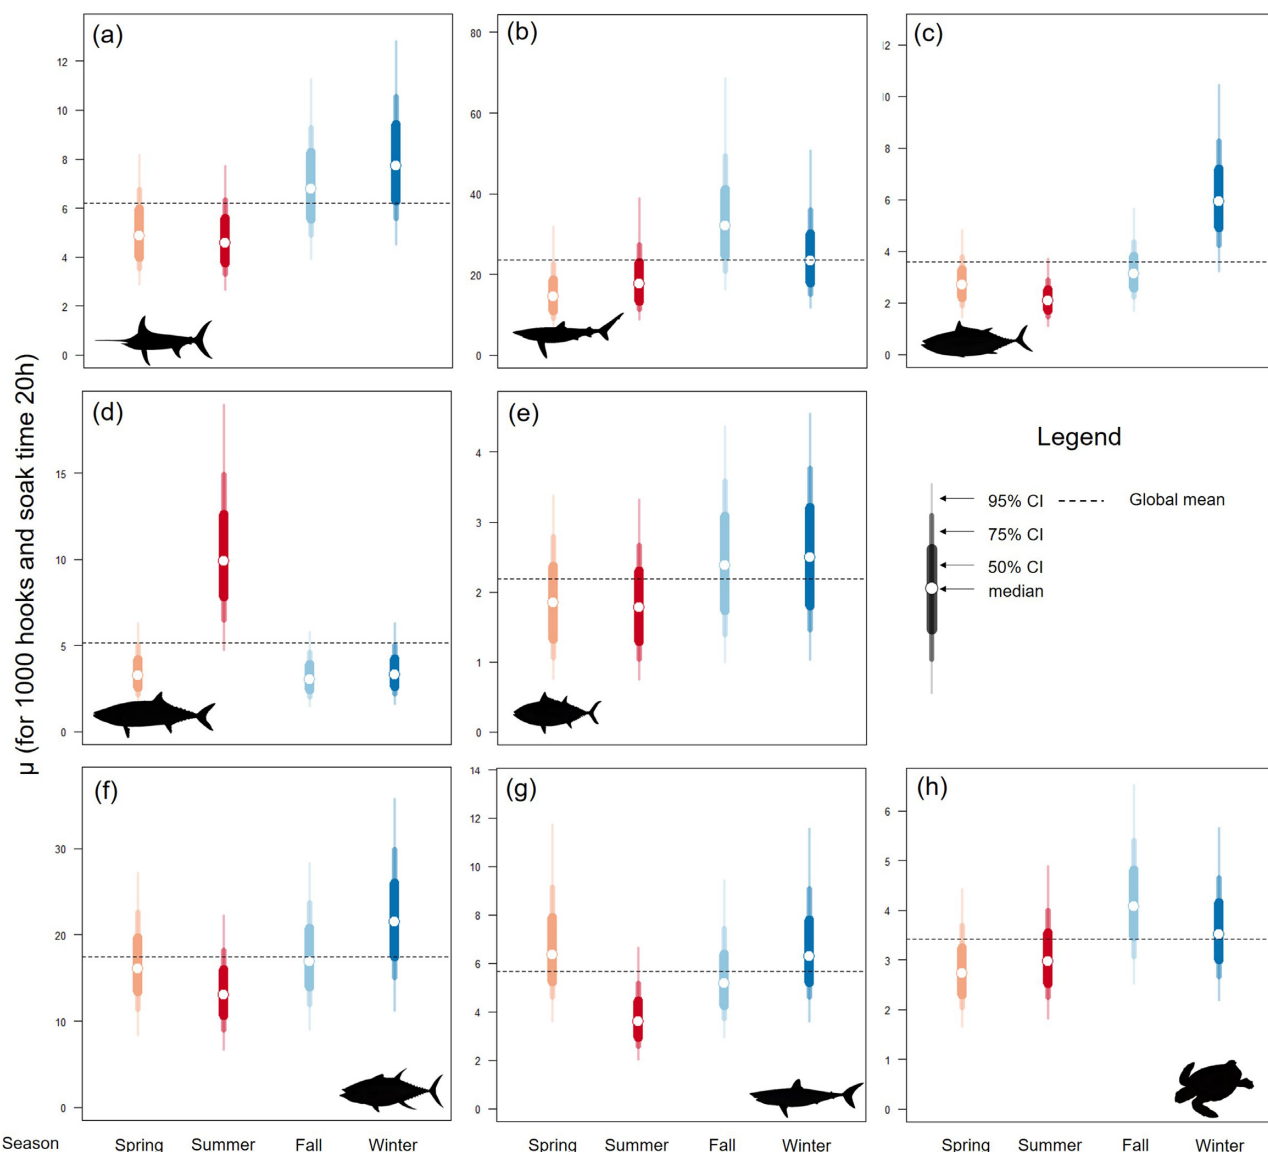 (a)
12
10
8
6
4
2
0
(b)
80
60
40
20
0
(c)
12
10
8
6
4
2
0
(d)
15
10
5
0
(e)
4
3
2
1
0
Legend
95% CI
Global mean
75% CI
50% CI
median
μ (for 1000 hooks and soak time 20h)
(f)
30
20
10
0
(g)
14
12
10
8
6
4
2
0
(h)
6
5
4
3
2
1
0
Season Spring Summer Fall Winter Spring Summer Fall Winter Spring Summer Fall Winter